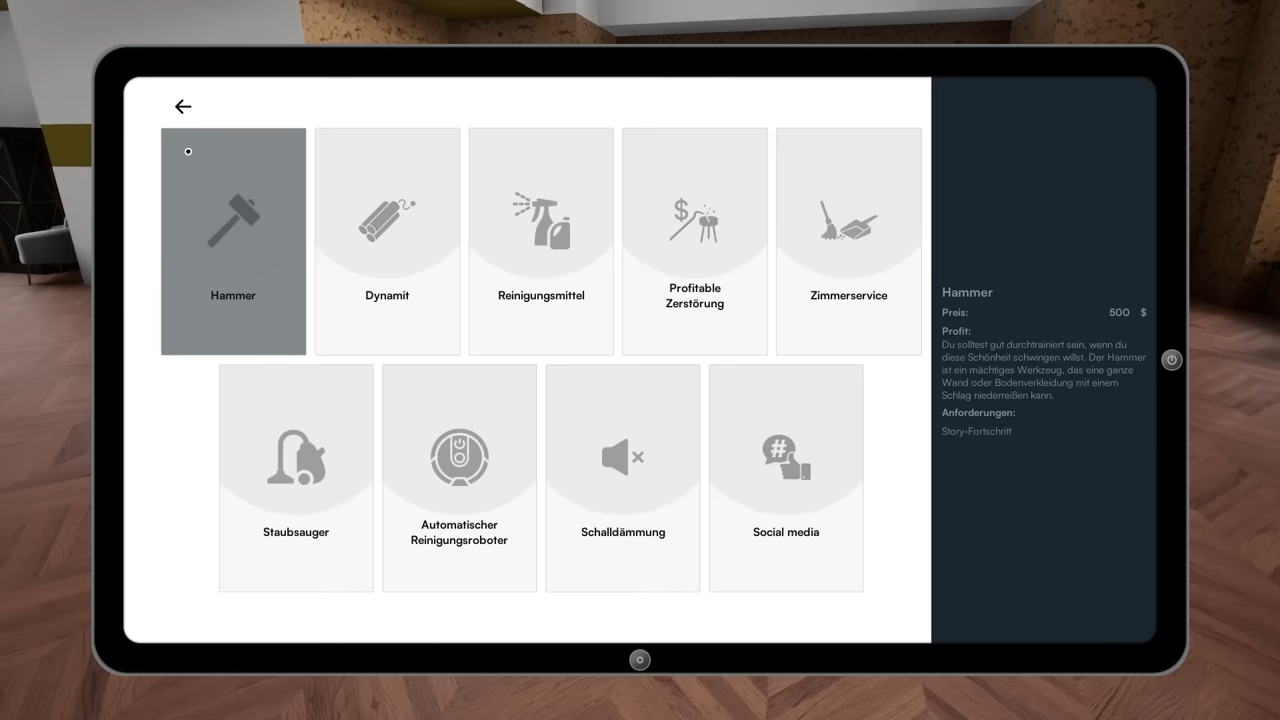 Hammer
Dynamit
Reinigungsmittel
Profitable
Zerstörung
Zimmerservice
Staubsauger
Automatischer
Reinigungsroboter
Schalldämmung
Social media
Hammer
Preis: 500 $
Profit:
Du solltest gut durchtrainiert sein, wenn du
diese Schönheit schwingen willst. Der Hammer
ist ein mächtiges Werkzeug, das eine ganze
Wand oder Bodenverkleidung mit einem
Schlag niederreißen kann.
Anforderungen:
Story-Fortschritt